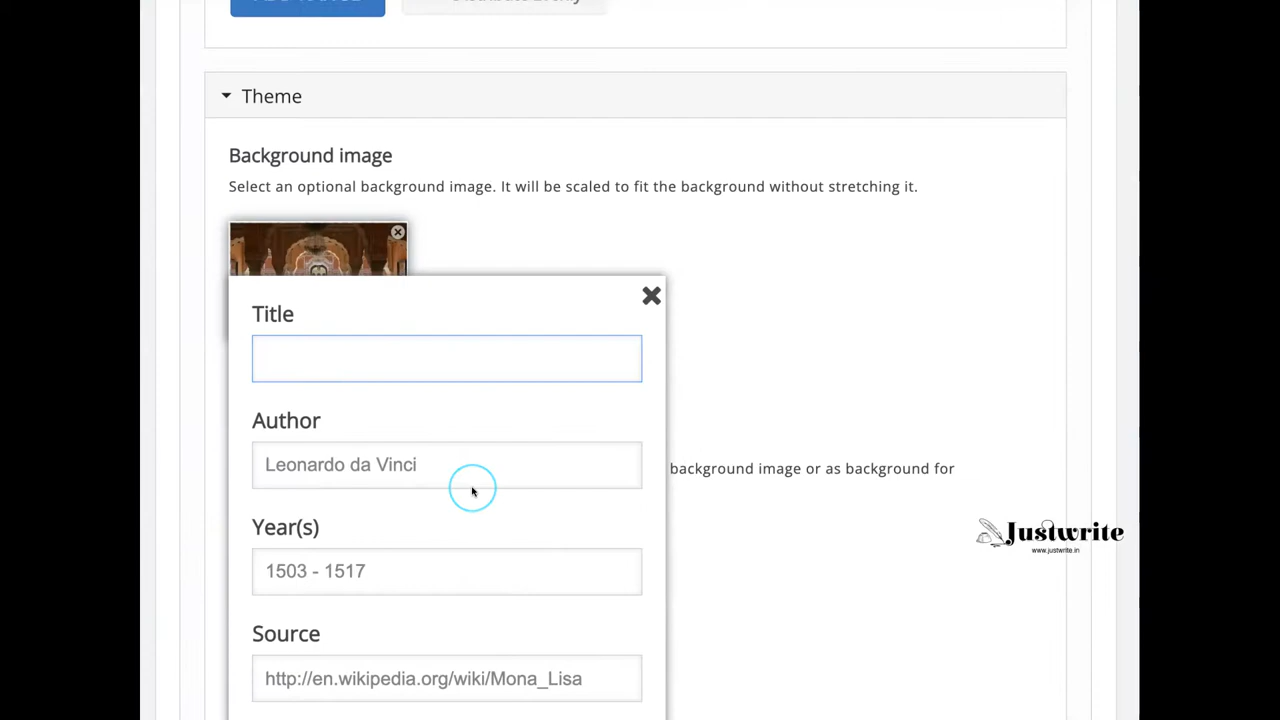 Theme
Background image
Select an optional background image. It will be scaled to fit the background without stretching it.
Title
Author
Leonardo da Vinci
background image or as background for
Year(s)
Justwrite
www.justwrite.in
1503 - 1517
Source
http://en.wikipedia.org/wiki/Mona_Lisa